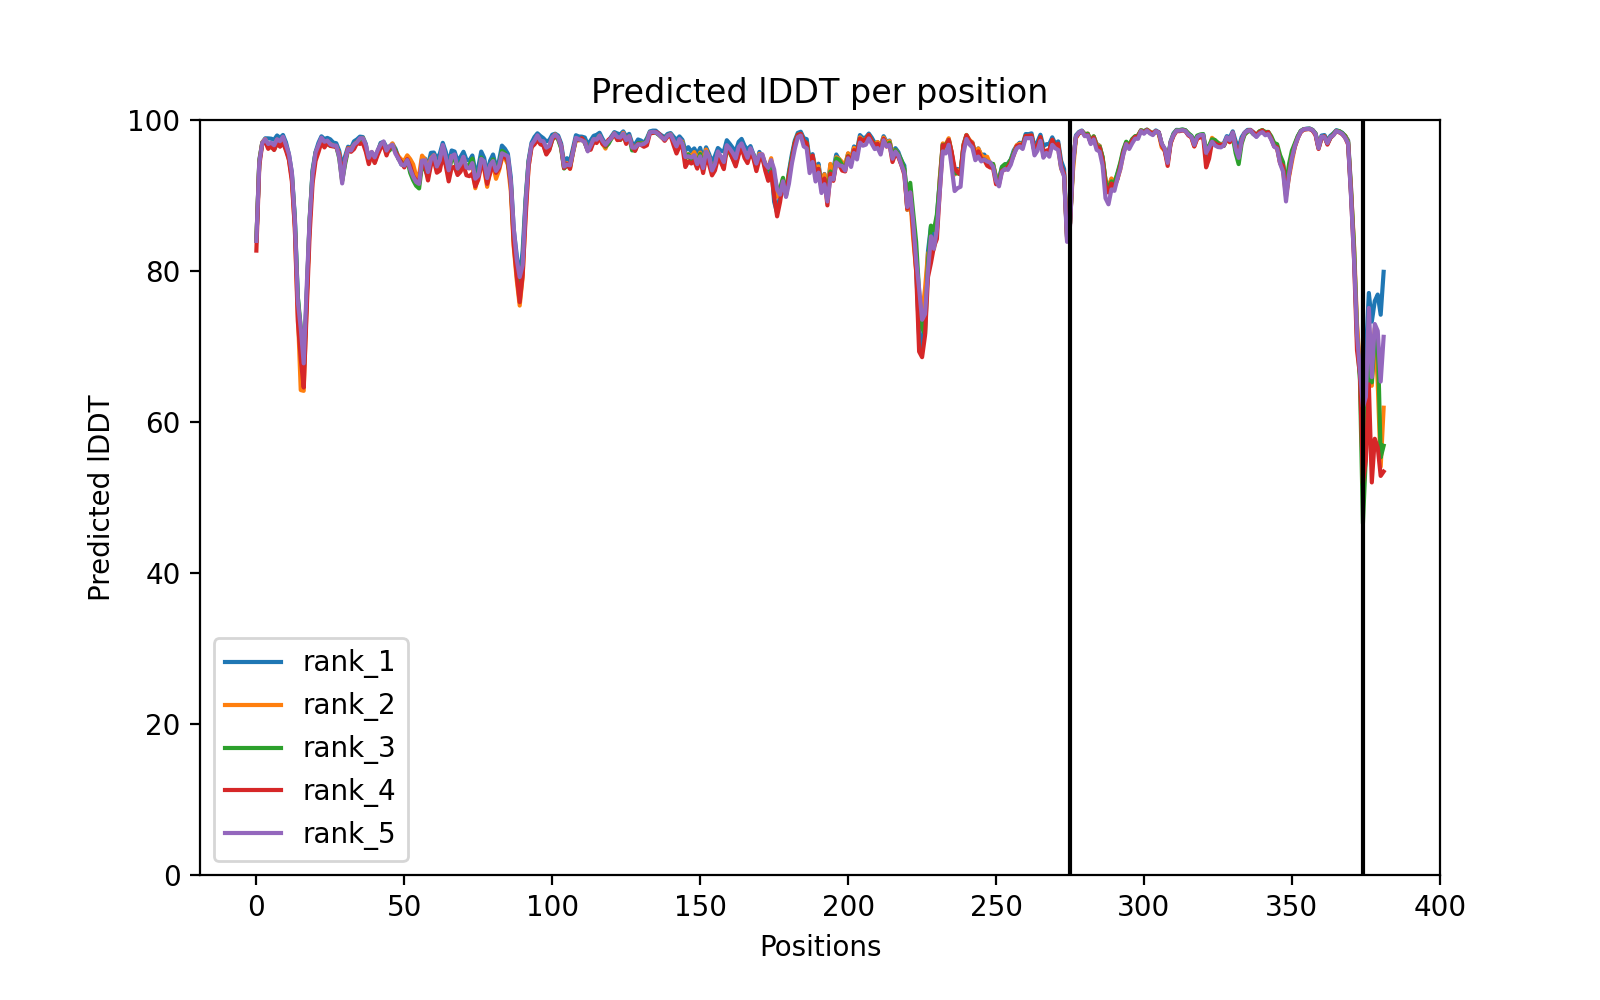 Predicted lDDT per position
100
80
60
40
20
0
Predicted lDDT
rank_1
rank_2
rank_3
rank_4
rank_5
0 50 100 150 200 250 300 350 400
Positions